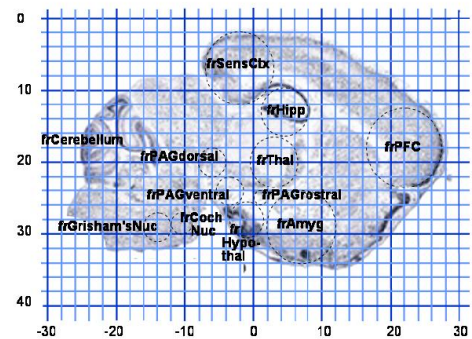 0
frSensCtx
10
frHipp
frCerebellum
frPAGdorsal
frThal
frPFC
20
frPAGventral
frPAGrostral
frGrisham'sNuc
frCoch
Nuc
frAmyg
30
fr
Hypo-
thal
40
-30 -20 -10 0 10 20 30